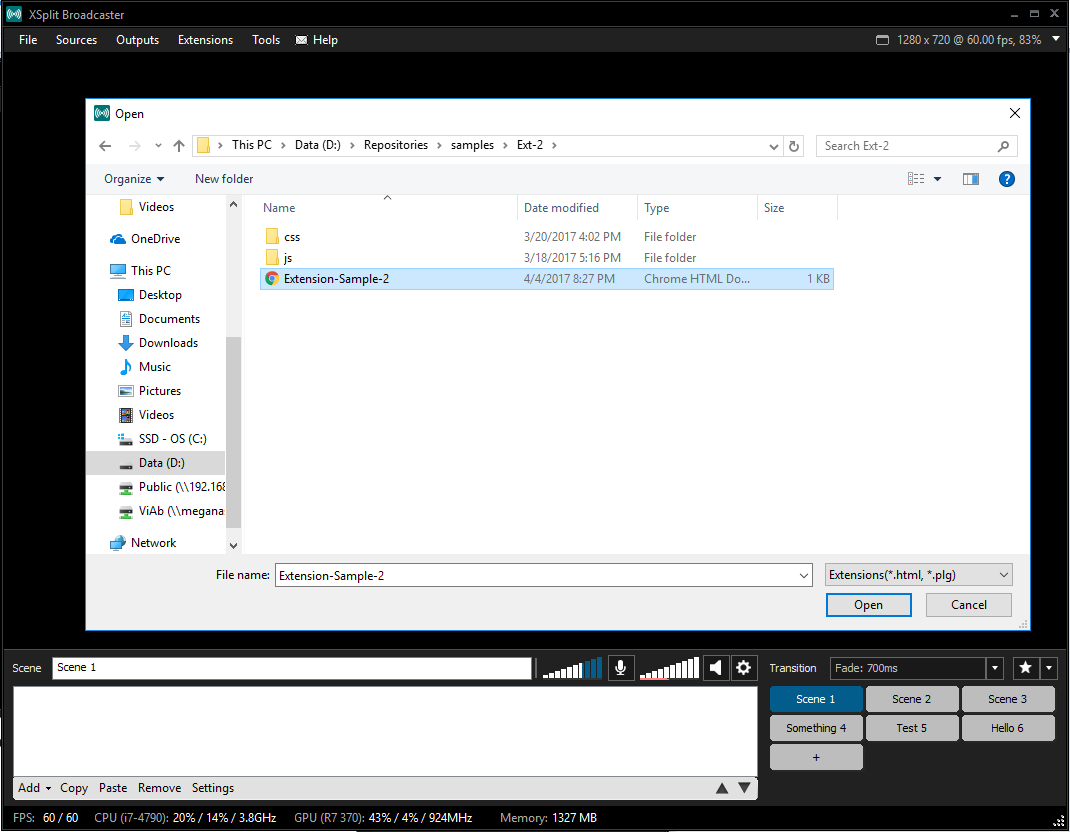 XSplit Broadcaster
File Sources Outputs Extensions Tools Help 1280 x 720 @ 60.00 fps, 83%
Open
This PC Data (D:) Repositories samples Ext-2 Search Ext-2
Organize New folder
Name Date modified Type Size
css 3/20/2017 4:02 PM File folder
js 3/18/2017 5:16 PM File folder
Extension-Sample-2 4/4/2017 8:27 PM Chrome HTML Do... 1 KB
Videos
OneDrive
This PC
Desktop
Documents
Downloads
Music
Pictures
Videos
SSD - OS (C:)
Data (D:)
Public (\\192.168
ViAb (\\megana
Network
File name: Extension-Sample-2 Extensions(*.html, *.plg)
Open Cancel
Scene Scene 1 Transition Fade: 700ms
Scene 1 Scene 2 Scene 3
Something 4 Test 5 Hello 6
+
Add Copy Paste Remove Settings
FPS: 60 / 60 CPU (i7-4790): 20% / 14% / 3.8GHz GPU (R7 370): 43% / 4% / 924MHz Memory: 1327 MB